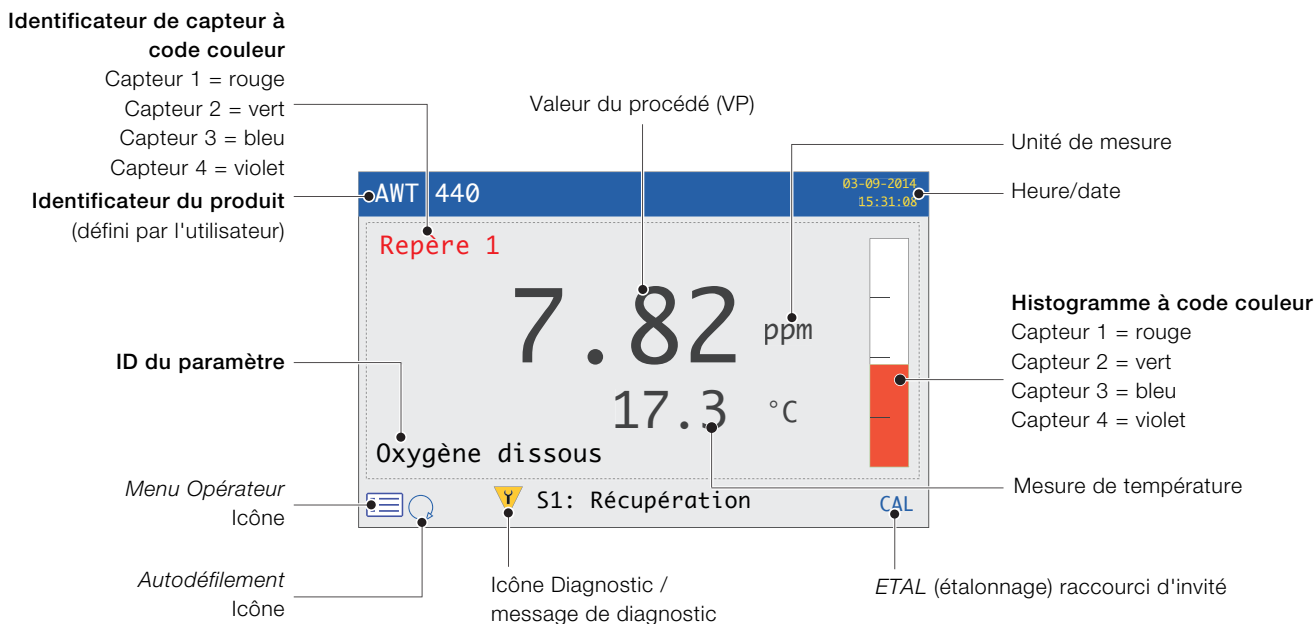 Identificateur de capteur à
code couleur
Capteur 1 = rouge
Capteur 2 = vert
Capteur 3 = bleu
Capteur 4 = violet
Identificateur du produit
(défini par l'utilisateur)
Valeur du procédé (VP)
Unité de mesure
Heure/date
AWT 440
03-09-2014
15:31:08
Repère 1
7.82
ppm
17.3
°C
Oxygène dissous
S1: Récupération
CAL
ID du paramètre
Histogramme à code couleur
Capteur 1 = rouge
Capteur 2 = vert
Capteur 3 = bleu
Capteur 4 = violet
Menu Opérateur
Icône
Mesure de température
Autodéfilement
Icône
Icône Diagnostic /
message de diagnostic
ETAL (étalonnage) raccourci d'invité